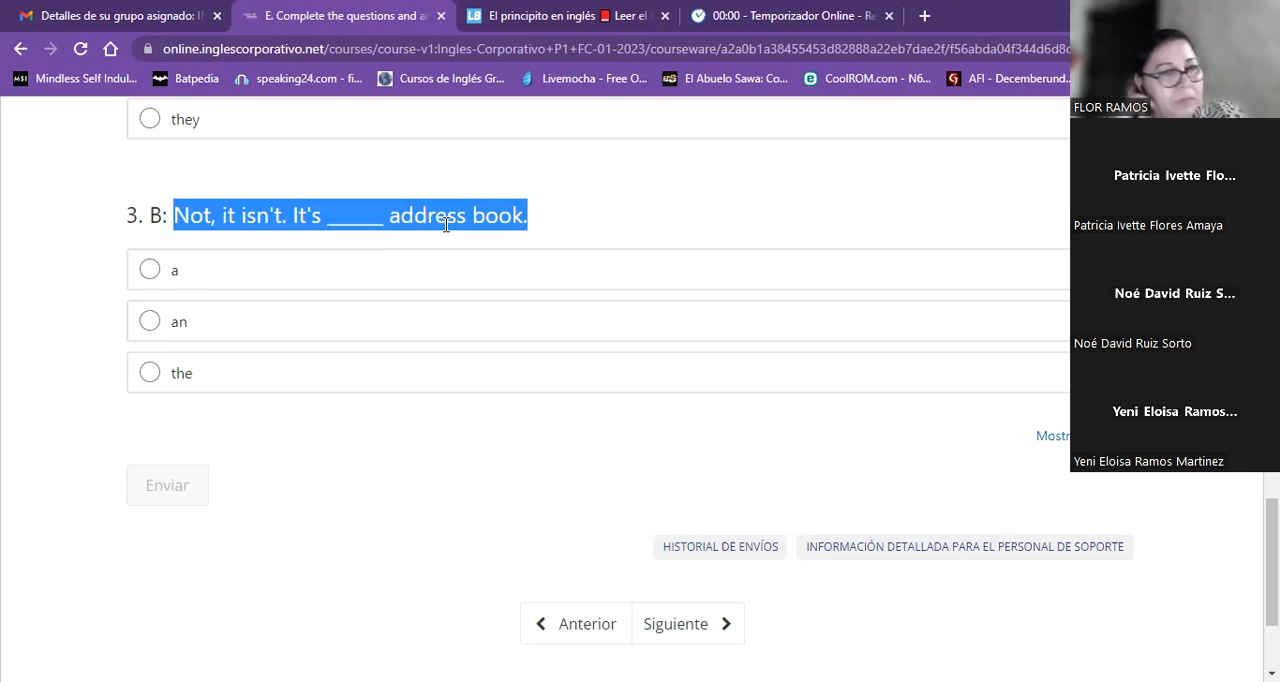 Detalles de su grupo asignado: I
E. Complete the questions and a
El principito en inglés
Leer el
00:00 - Temporizador Online - Re
online.inglescorporativo.net/courses/course-v1:Ingles-Corporativo+P1+FC-01-2023/courseware/a2a0b1a38455453d82888a22eb7dae2f/f56abda04f344d6d8
Mindless Self Indul...
Batpedia
speaking24.com - fi...
Cursos de Inglés Gr...
Livemocha - Free O...
El Abuelo Sawa: Co...
CoolROM.com - N6...
AFI - Decemberund...
FLOR RAMOS
they
Patricia Ivette Flo...
Patricia Ivette Flores Amaya
3. B: Not, it isn't. It's _____ address book.
a
Noé David Ruiz S...
an
Noé David Ruiz Sorto
the
Yeni Eloisa Ramos...
Mostr
Yeni Eloisa Ramos Martinez
Enviar
HISTORIAL DE ENVÍOS
INFORMACIÓN DETALLADA PARA EL PERSONAL DE SOPORTE
Anterior
Siguiente